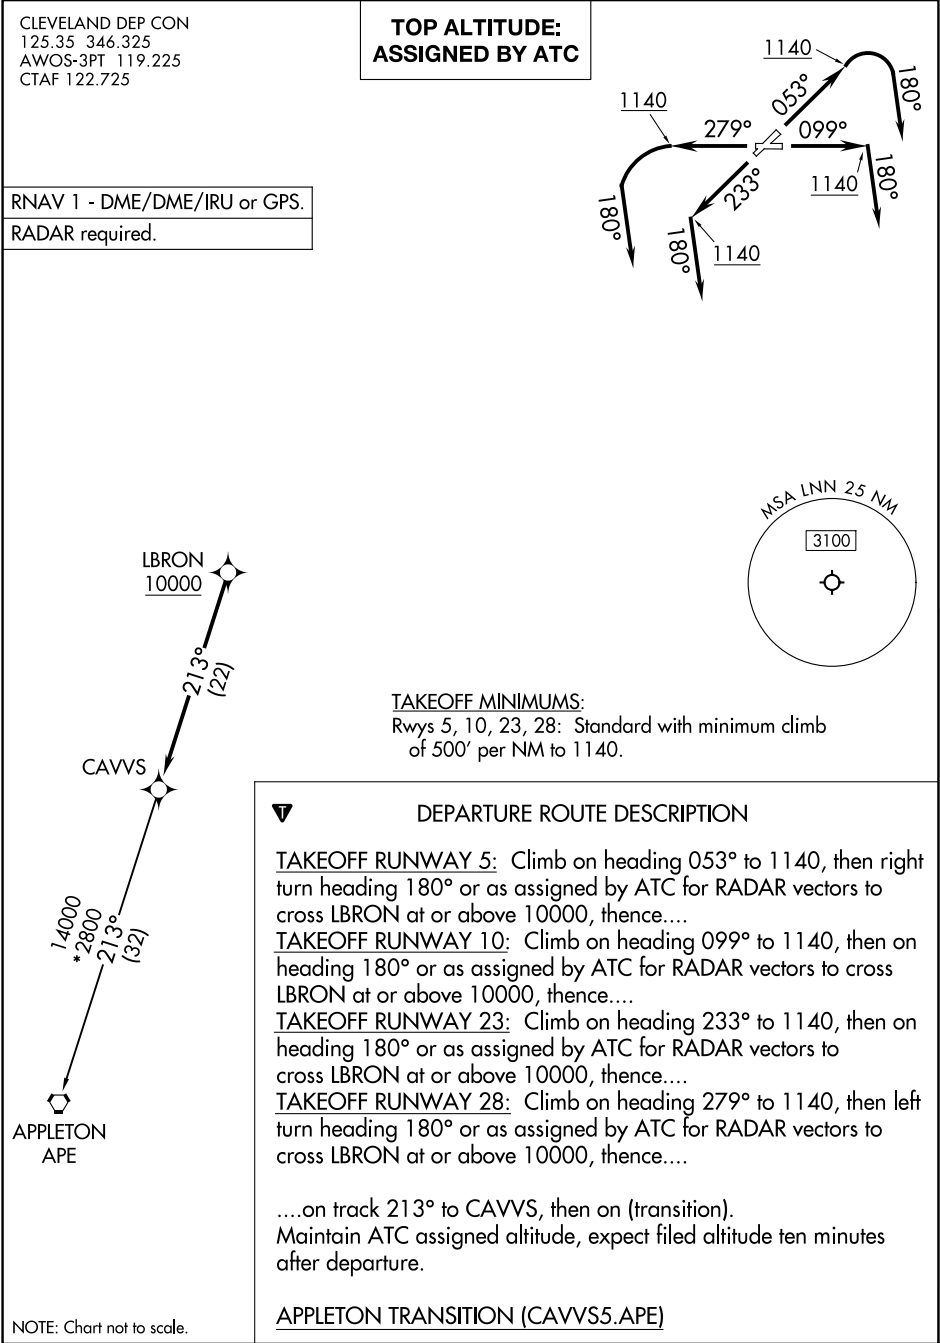 CLEVELAND DEP CON
125.35 346.325
AWOS-3PT 119.225
CTAF 122.725
TOP ALTITUDE:
ASSIGNED BY ATC
RNAV 1 - DME/DME/IRU or GPS.
RADAR required.
1140
053°
180°
1140
279°
099°
180°
233°
1140
180°
180°
1140
MSA LNN 25 NM
3100
LBRON
10000
213°
(22)
CAVVS
14000
*2800
213°
(32)
APPLETON
APE
TAKEOFF MINIMUMS:
Rwys 5, 10, 23, 28: Standard with minimum climb
of 500' per NM to 1140.
T
DEPARTURE ROUTE DESCRIPTION
TAKEOFF RUNWAY 5: Climb on heading 053° to 1140, then right
turn heading 180° or as assigned by ATC for RADAR vectors to
cross LBRON at or above 10000, thence....
TAKEOFF RUNWAY 10: Climb on heading 099° to 1140, then on
heading 180° or as assigned by ATC for RADAR vectors to cross
LBRON at or above 10000, thence....
TAKEOFF RUNWAY 23: Climb on heading 233° to 1140, then on
heading 180° or as assigned by ATC for RADAR vectors to
cross LBRON at or above 10000, thence....
TAKEOFF RUNWAY 28: Climb on heading 279° to 1140, then left
turn heading 180° or as assigned by ATC for RADAR vectors to
cross LBRON at or above 10000, thence....
....on track 213° to CAVVS, then on (transition).
Maintain ATC assigned altitude, expect filed altitude ten minutes
after departure.
APPLETON TRANSITION (CAVVS5.APE)
NOTE: Chart not to scale.